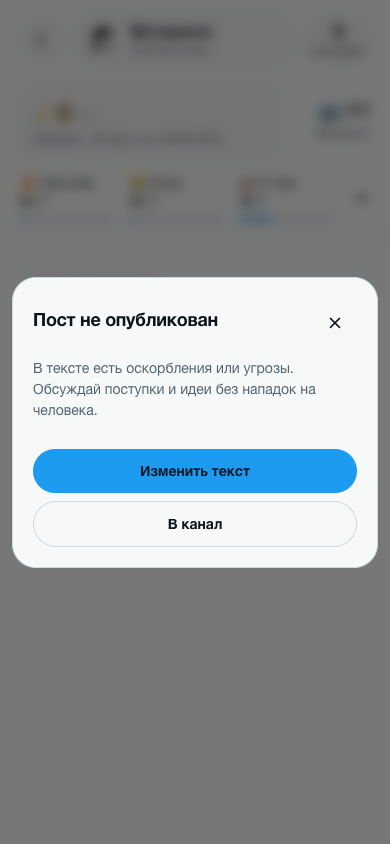 Пост не опубликован
В тексте есть оскорбления или угрозы.
Обсуждай поступки и идеи без нападок на
человека.
Изменить текст
В канал